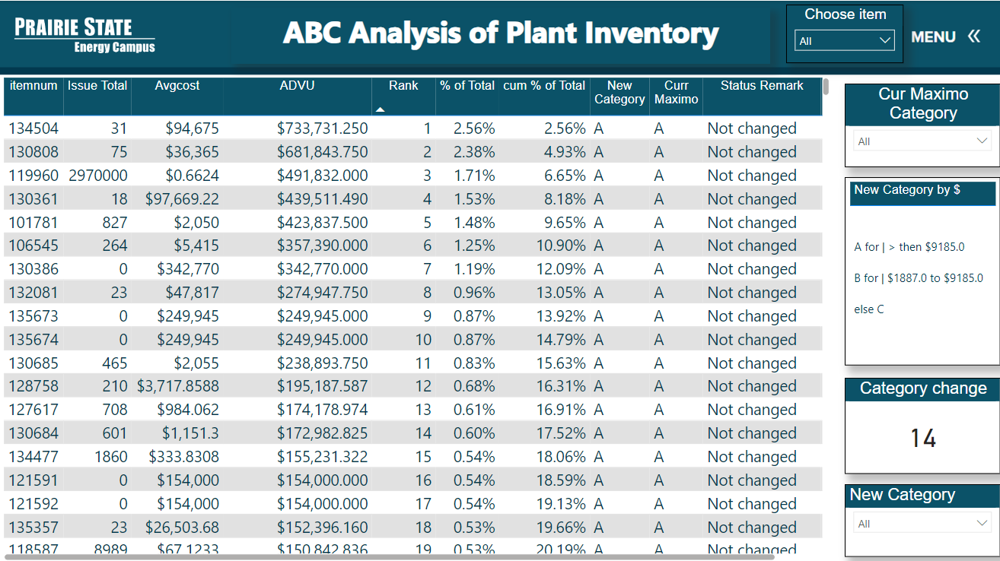 PRAIRIE STATE
Energy Campus
ABC Analysis of Plant Inventory
Choose item
All
MENU
itemnum Issue Total Avgcost ADVU Rank % of Total cum % of Total New Category Curr Maximo Status Remark
134504 31 $94,675 $733,731.250 1 2.56% 2.56% A A Not changed
130808 75 $36,365 $681,843.750 2 2.38% 4.93% A A Not changed
119960 2970000 $0.6624 $491,832.000 3 1.71% 6.65% A A Not changed
130361 18 $97,669.22 $439,511.490 4 1.53% 8.18% A A Not changed
101781 827 $2,050 $423,837.500 5 1.48% 9.65% A A Not changed
106545 264 $5,415 $357,390.000 6 1.25% 10.90% A A Not changed
130386 0 $342,770 $342,770.000 7 1.19% 12.09% A A Not changed
132081 23 $47,817 $274,947.750 8 0.96% 13.05% A A Not changed
135673 0 $249,945 $249,945.000 9 0.87% 13.92% A A Not changed
135674 0 $249,945 $249,945.000 10 0.87% 14.79% A A Not changed
130685 465 $2,055 $238,893.750 11 0.83% 15.63% A A Not changed
128758 210 $3,717.8588 $195,187.587 12 0.68% 16.31% A A Not changed
127617 708 $984.062 $174,178.974 13 0.61% 16.91% A A Not changed
130684 601 $1,151.3 $172,982.825 14 0.60% 17.52% A A Not changed
134477 1860 $333.8308 $155,231.322 15 0.54% 18.06% A A Not changed
121591 0 $154,000 $154,000.000 16 0.54% 18.59% A A Not changed
121592 0 $154,000 $154,000.000 17 0.54% 19.13% A A Not changed
135357 23 $26,503.68 $152,396.160 18 0.53% 19.66% A A Not changed
118587 8989 $67.1233 $150,842.836 19 0.53% 20.19% A A Not changed
Cur Maximo
Category
All
New Category by $
A for | > then $9185.0
B for | $1887.0 to $9185.0
else C
Category change
14
New Category
All